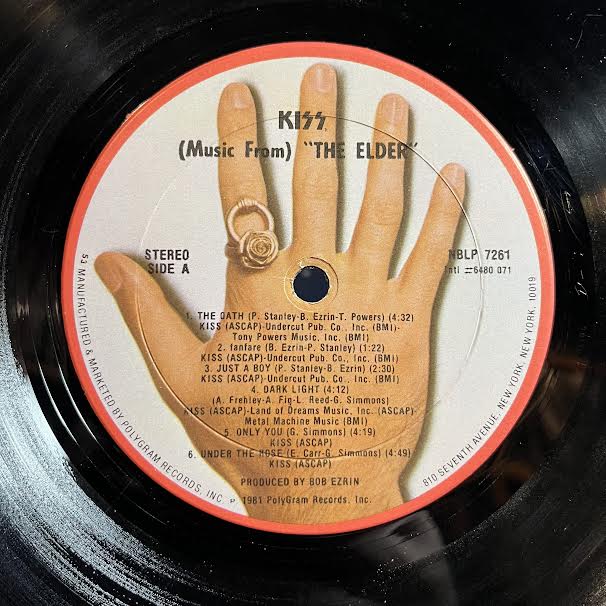 KISS
(Music From) "THE ELDER"
STEREO
SIDE A
NBLP 7261
Intl =6480 071
1. THE OATH (P. Stanley-B. Ezrin-T. Powers) (4:32)
KISS (ASCAP)-Undercut Pub. Co., Inc. (BMI)-
Tony Powers Music, Inc. (BMI)
2. fanfare (B. Ezrin-P. Stanley) (1:22)
KISS (ASCAP)-Undercut Pub. Co., Inc. (BMI)
3. JUST A BOY (P. Stanley-B. Ezrin) (2:30)
KISS (ASCAP)-Undercut Pub. Co., Inc. (BMI)
4. DARK LIGHT (4:12)
(A. Frehley-A. Fig-L. Reed-G. Simmons)
KISS (ASCAP)-Land of Dreams Music, Inc. (ASCAP)-
Metal Machine Music (BMI)
5. ONLY YOU (G. Simmons) (4:19)
KISS (ASCAP)
6. UNDER THE ROSE (E. Carr-G. Simmons) (4:49)
KISS (ASCAP)
PRODUCED BY BOB EZRIN
℗ 1981 PolyGram Records, Inc.
53 MANUFACTURED & MARKETED BY POLYGRAM RECORDS, INC
810 SEVENTH AVENUE, NEW YORK, NEW YORK, 10019